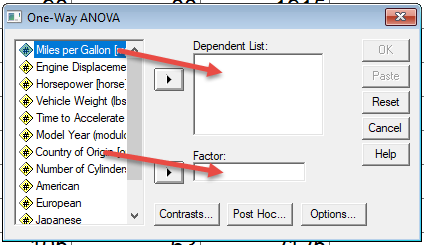 One-Way ANOVA
Miles per Gallon [
Engine Displaceme
Horsepower [horse
Vehicle Weight (lbs
Time to Accelerate
Model Year (modulo
Country of Origin [o
Number of Cylinders
American
European
Japanese
Dependent List:
Factor:
OK
Paste
Reset
Cancel
Help
Contrasts...
Post Hoc...
Options...